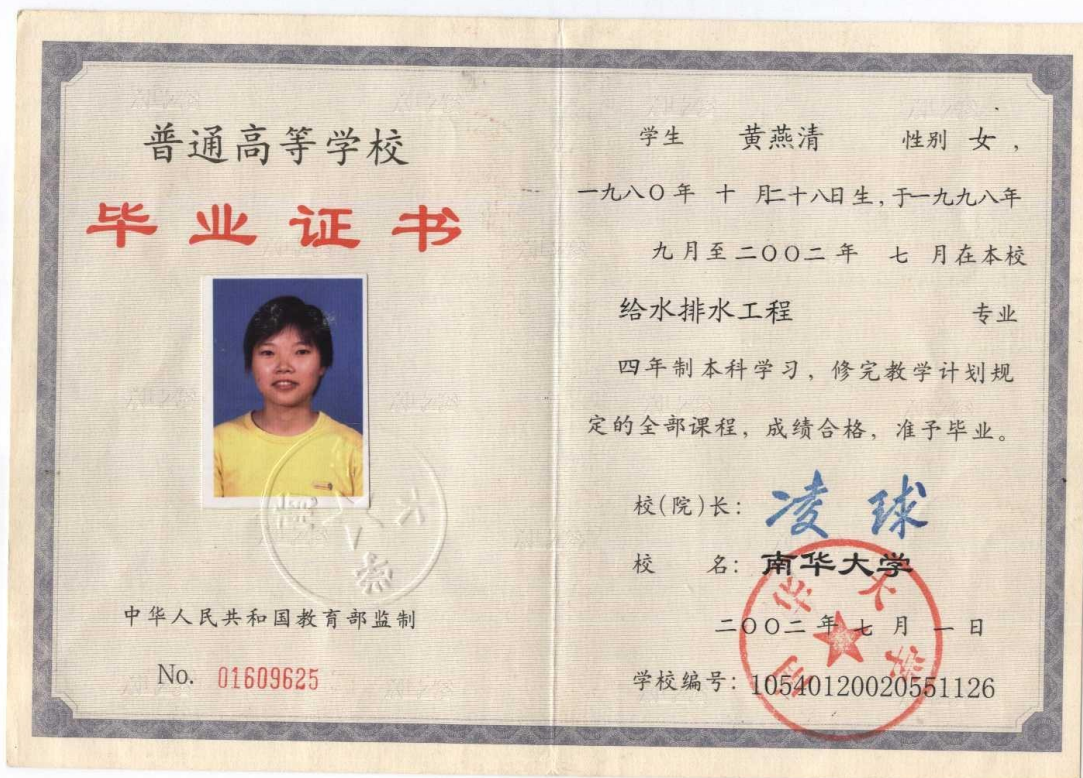 普通高等学校
毕业证书
中华人民共和国教育部监制
No. 01609625
学生 黄燕清 性别 女，
一九八〇年 十 月二十八日生，于一九九八年
九月至二〇〇二年 七 月在本校
给水排水工程 专业
四年制本科学习，修完教学计划规
定的全部课程，成绩合格，准予毕业。
校(院)长：凌球
校 名：南华大学
南华大学
二〇〇二年七月一日
学校编号：10540120020551126